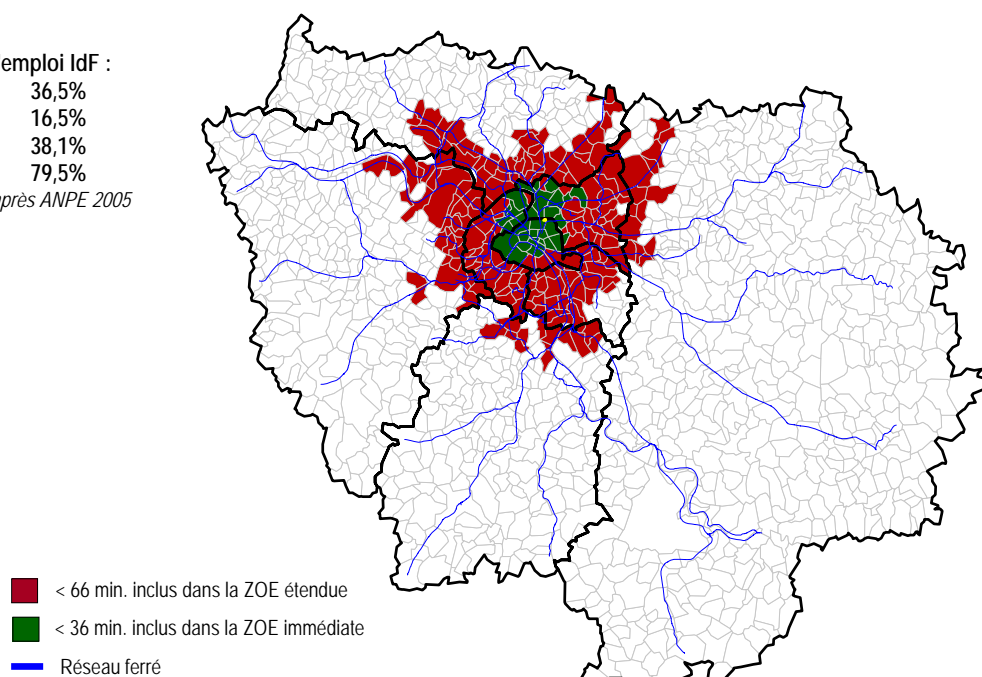 emploi IdF :
36,5%
16,5%
38,1%
79,5%
près ANPE 2005
< 66 min. inclus dans la ZOE étendue
< 36 min. inclus dans la ZOE immédiate
Réseau ferré